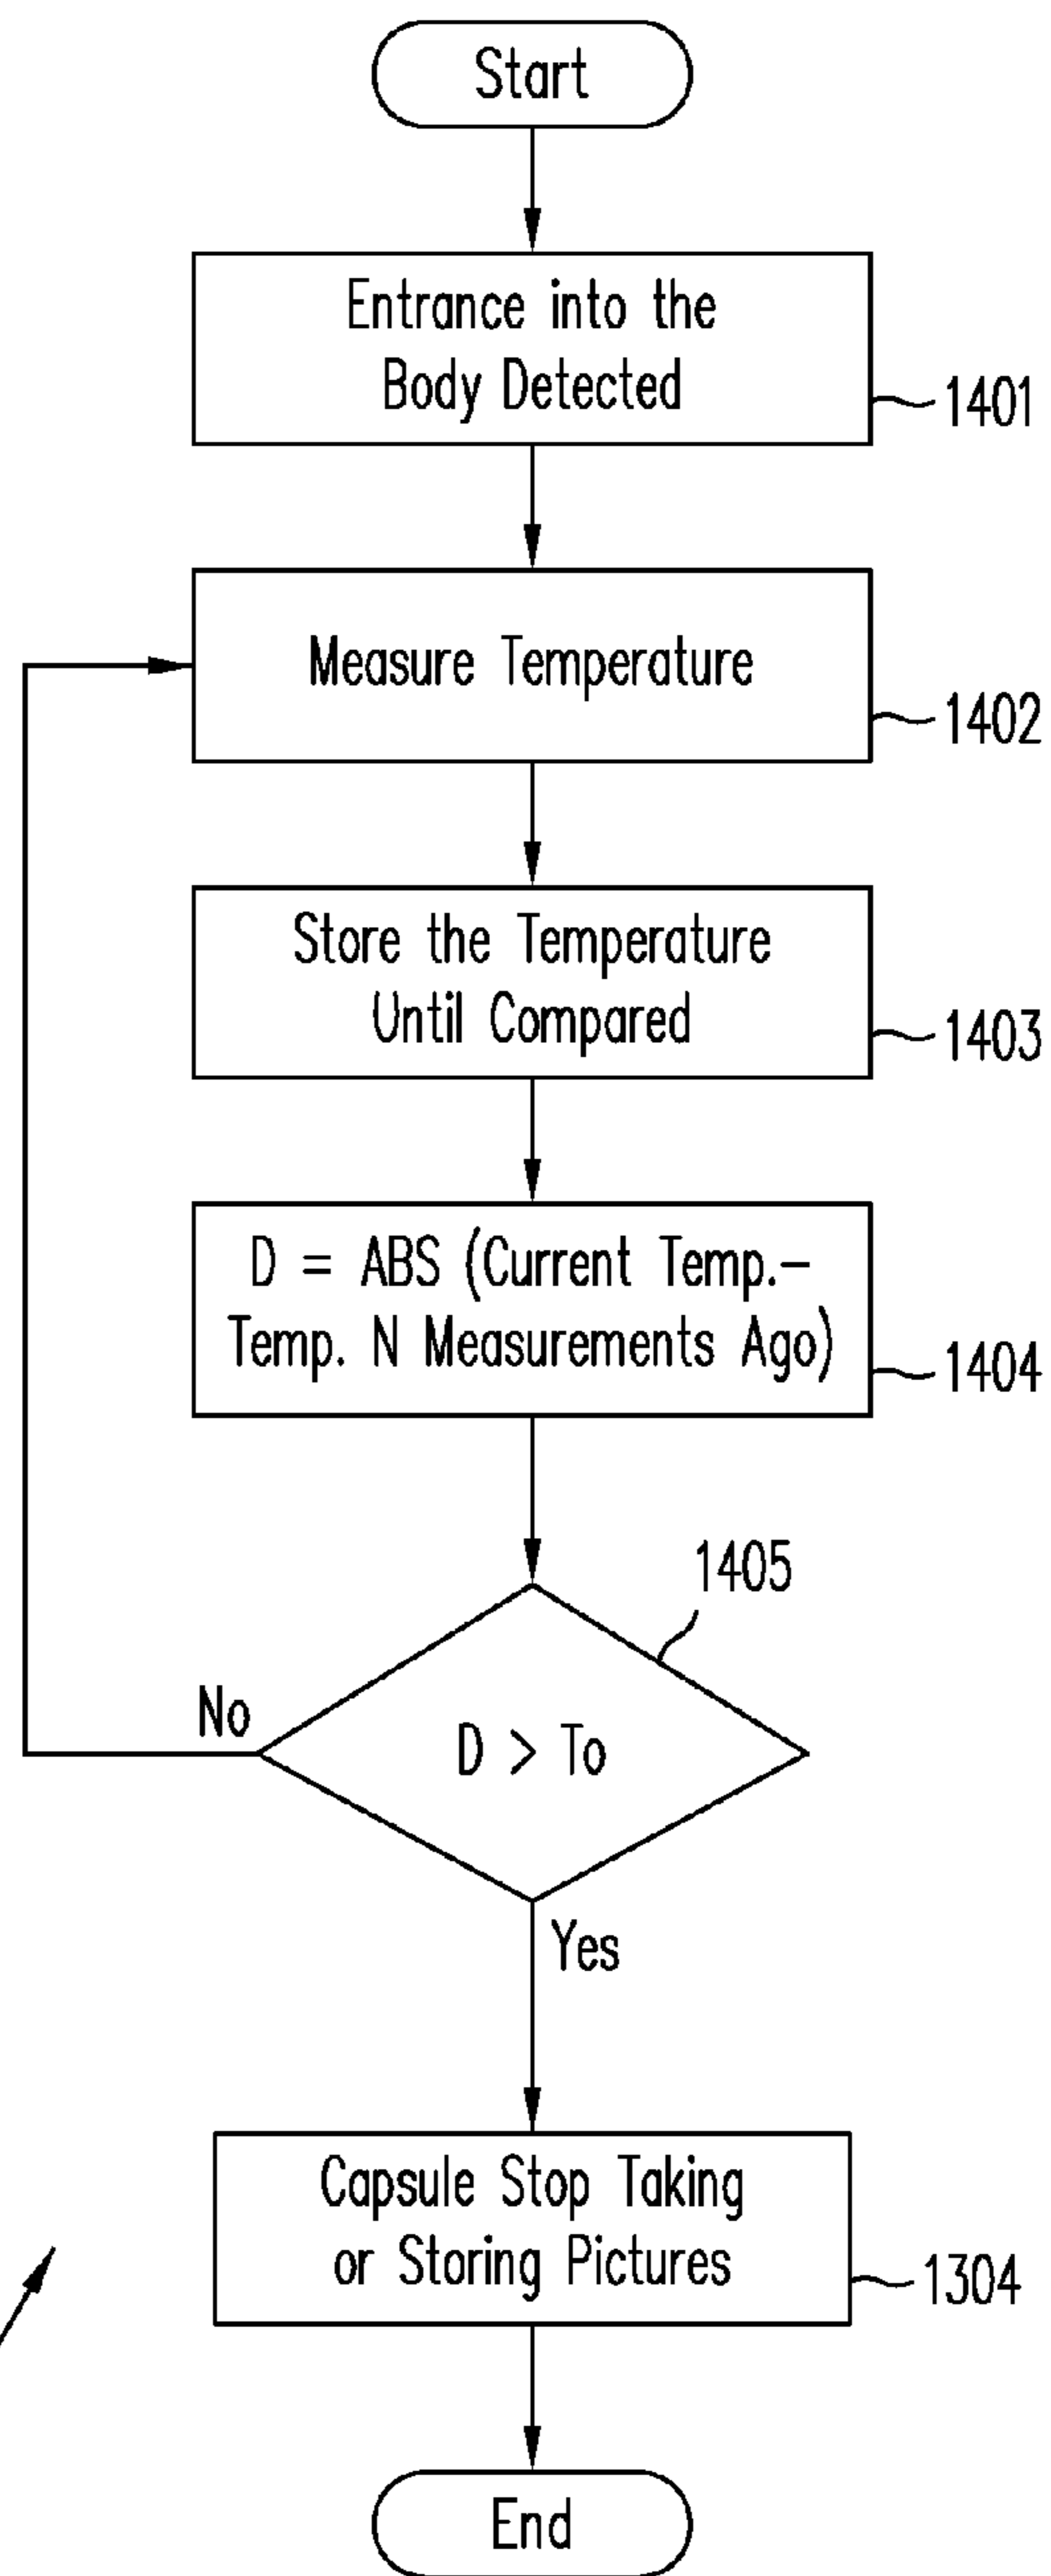 Start
Entrance into the
Body Detected
1401
Measure Temperature
1402
Store the Temperature
Until Compared
1403
D = ABS (Current Temp.–
Temp. N Measurements Ago)
1404
1405
No
D > To
Yes
Capsule Stop Taking
or Storing Pictures
1304
End